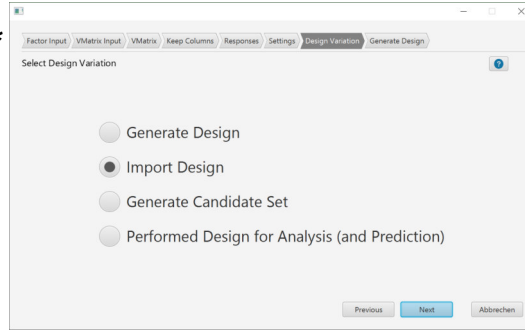 Factor Input VMatrix Input VMatrix Keep Columns Responses Settings Design Variation Generate Design
Select Design Variation ?
Generate Design
Import Design
Generate Candidate Set
Performed Design for Analysis (and Prediction)
Previous Next Abbrechen